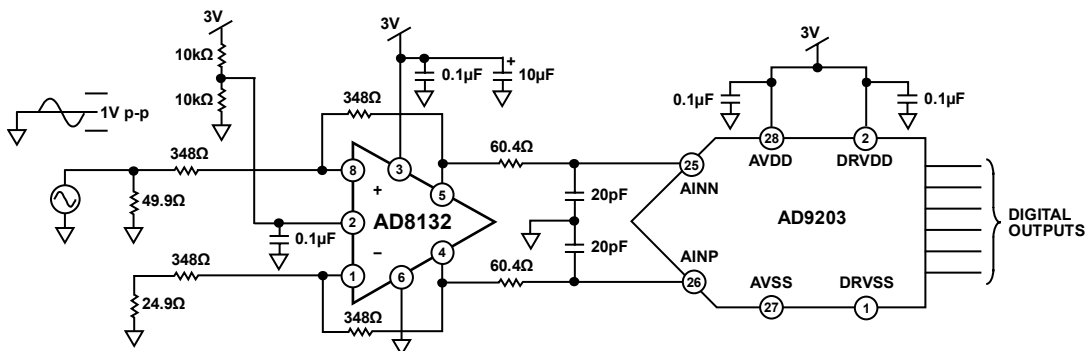 3V
10kΩ
10kΩ
1V p-p
348Ω
49.9Ω
348Ω
24.9Ω
0.1µF
3V
0.1µF
+
10µF
348Ω
8
+
2
1
−
3
5
AD8132
4
6
348Ω
60.4Ω
60.4Ω
20pF
20pF
3V
0.1µF
0.1µF
28
AVDD
2
DRVDD
25
AINN
AD9203
AINP
26
AVSS
27
DRVSS
1
DIGITAL
OUTPUTS